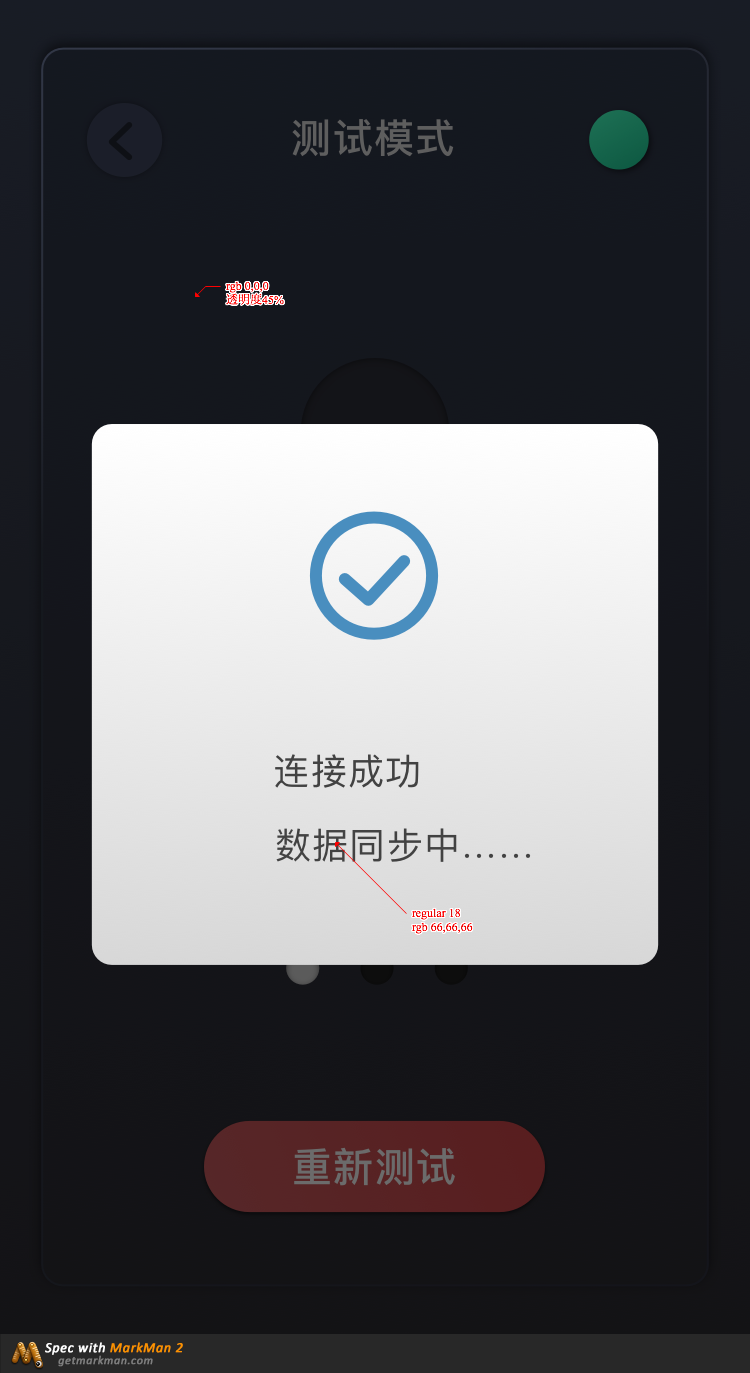 测试模式
rgb 0,0,0
透明度45%
连接成功
数据同步中……
regular 18
rgb 66,66,66
重新测试
Spec with MarkMan 2
getmarkman.com